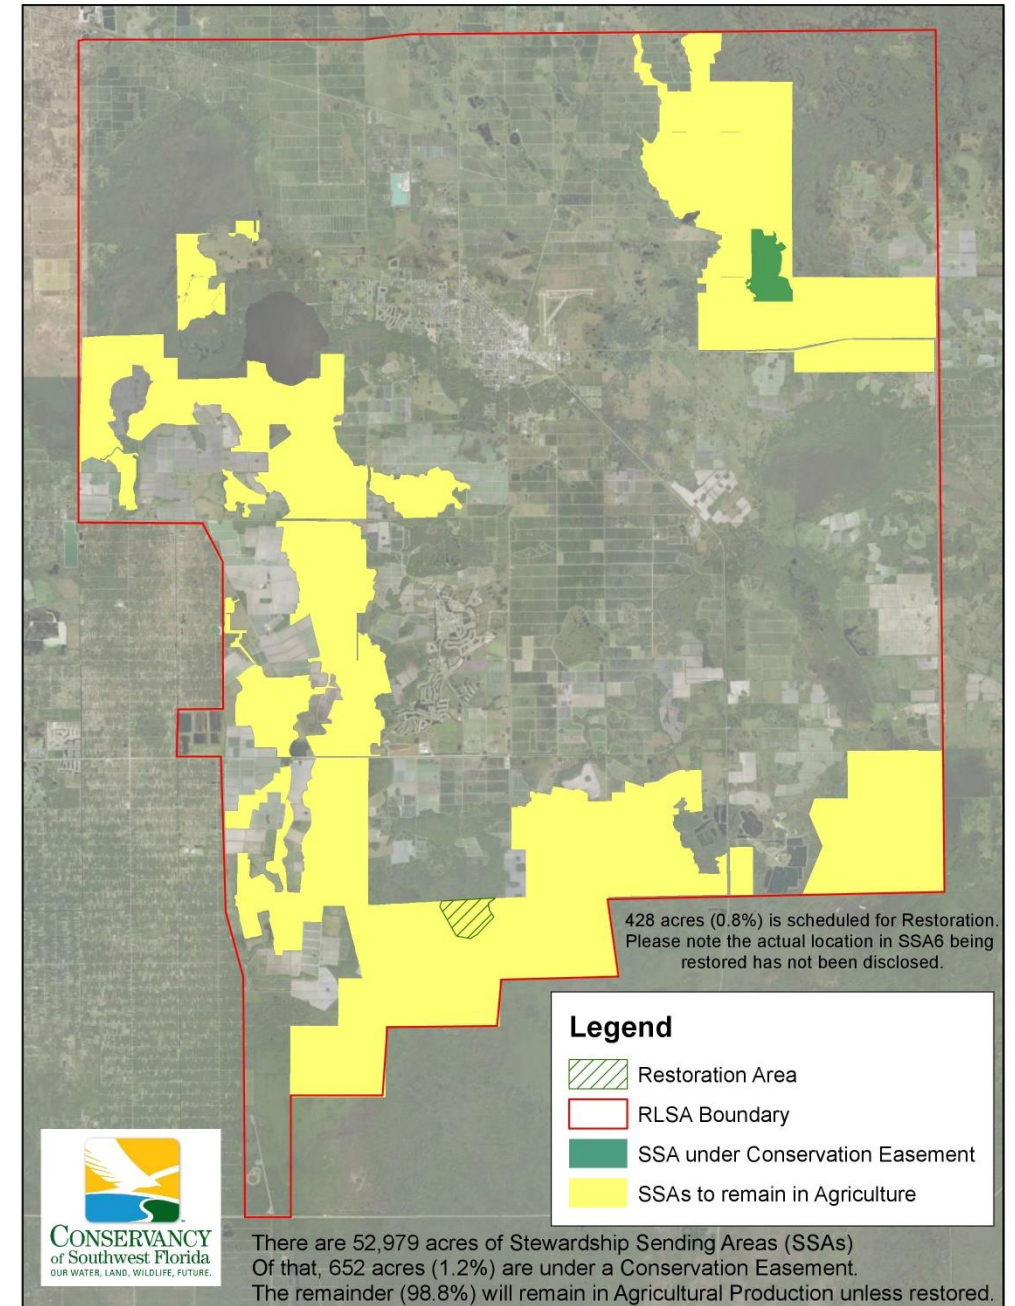 428 acres (0.8%) is scheduled for Restoration.
Please note the actual location in SSA6 being
restored has not been disclosed.
Legend
Restoration Area
RLSA Boundary
SSA under Conservation Easement
SSAs to remain in Agriculture
CONSERVANCY
of Southwest Florida
OUR WATER, LAND, WILDLIFE, FUTURE.
There are 52,979 acres of Stewardship Sending Areas (SSAs)
Of that, 652 acres (1.2%) are under a Conservation Easement.
The remainder (98.8%) will remain in Agricultural Production unless restored.